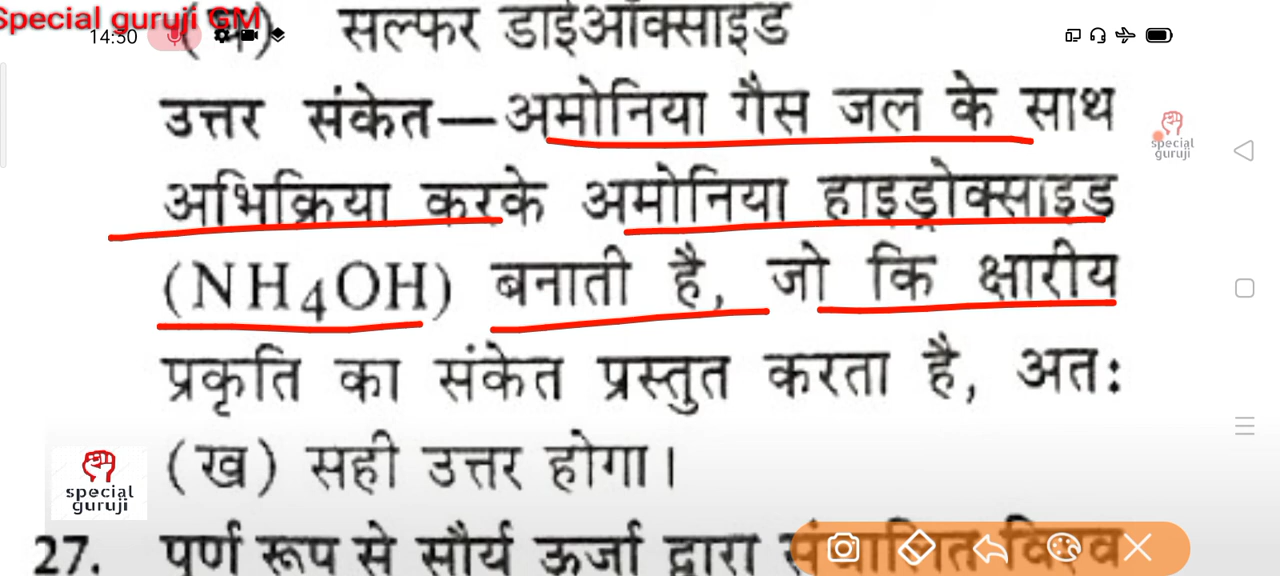 Special guruji GM
14:30
(घ) सल्फर डाईऑक्साइड
उत्तर संकेत—अमोनिया गैस जल के साथ
special
guruji
अभिक्रिया करके अमोनिया हाइड्रोक्साइड
(NH4OH) बनाती है, जो कि क्षारीय
प्रकृति का संकेत प्रस्तुत करता है, अतः
(ख) सही उत्तर होगा।
special
guruji
27. पूर्ण रूप से सौर्य ऊर्जा द्वारा संचालित विश्व